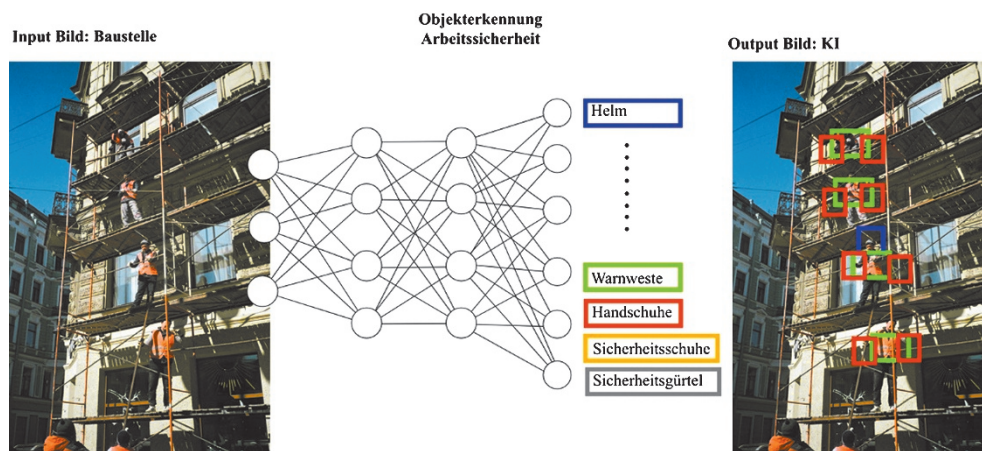 Objekterkennung
Arbeitssicherheit
Input Bild: Baustelle
Output Bild: KI
Helm
Warnweste
Handschuhe
Sicherheitsschuhe
Sicherheitsgürtel